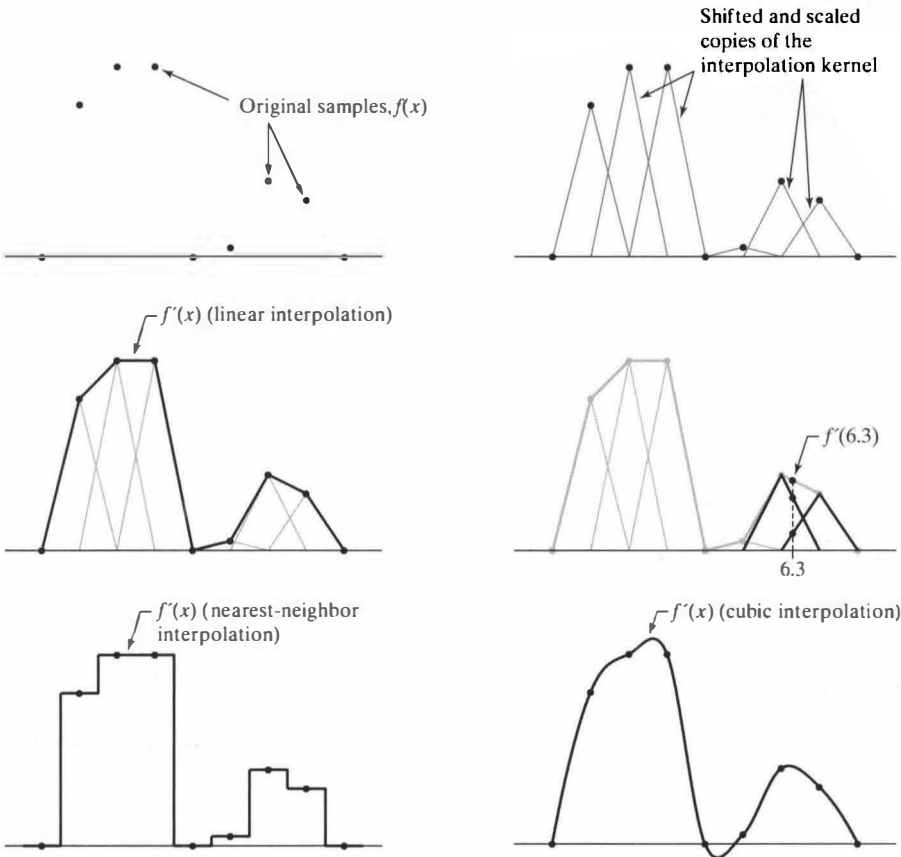 Shifted and scaled
copies of the
interpolation kernel
Original samples, f(x)
f´(x) (linear interpolation)
f´(6.3)
6.3
f´(x) (nearest-neighbor
interpolation)
f´(x) (cubic interpolation)